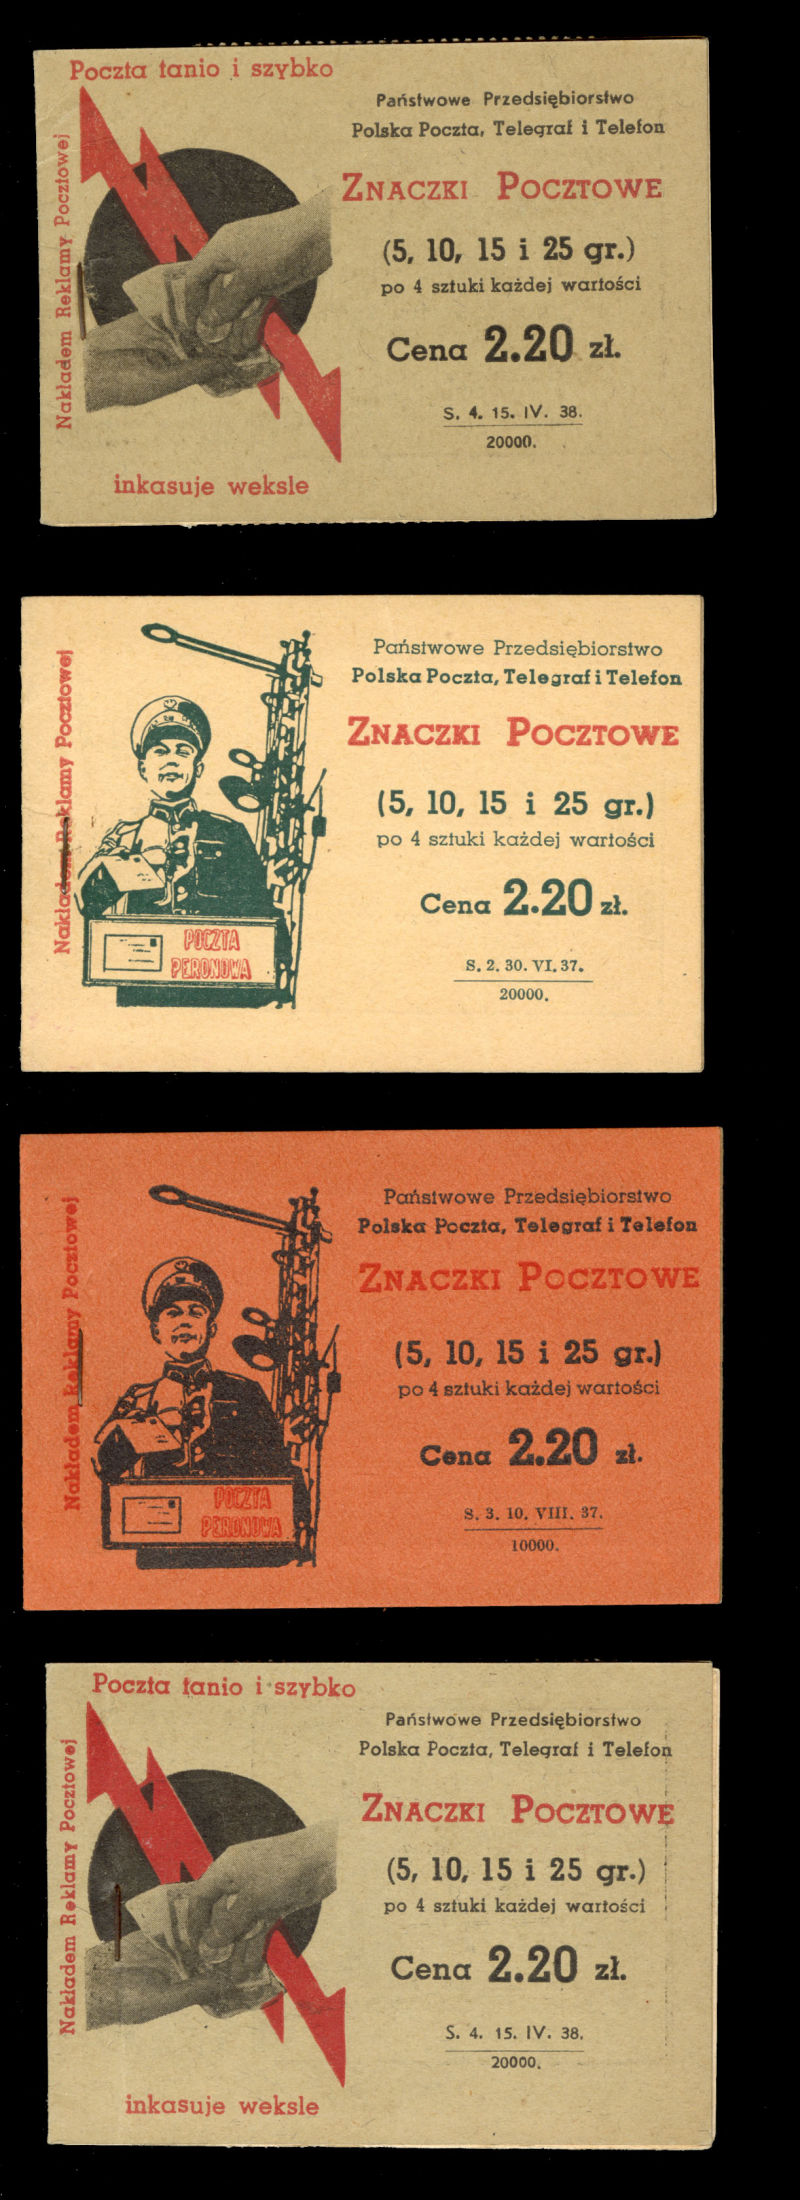 Poczta tanio i szybko
Nakładem Reklamy Pocztowej
Państwowe Przedsiębiorstwo
Polska Poczta, Telegraf i Telefon
ZNACZKI POCZTOWE
(5, 10, 15 i 25 gr.)
po 4 sztuki każdej wartości
Cena 2.20 zł.
S. 4. 15. IV. 38.
20000.
inkasuje weksle
Nakładem Reklamy Pocztowej
Państwowe Przedsiębiorstwo
Polska Poczta, Telegraf i Telefon
ZNACZKI POCZTOWE
(5, 10, 15 i 25 gr.)
po 4 sztuki każdej wartości
Cena 2.20 zł.
POCZTA
PERONOWA
S. 2. 30. VI. 37.
20000.
Nakładem Reklamy Pocztowej
Państwowe Przedsiębiorstwo
Polska Poczta, Telegraf i Telefon
ZNACZKI POCZTOWE
(5, 10, 15 i 25 gr.)
po 4 sztuki każdej wartości
Cena 2.20 zł.
POCZTA
PERONOWA
S. 3. 10. VIII. 37.
10000.
Poczta tanio i szybko
Nakładem Reklamy Pocztowej
Państwowe Przedsiębiorstwo
Polska Poczta, Telegraf i Telefon
ZNACZKI POCZTOWE
(5, 10, 15 i 25 gr.)
po 4 sztuki każdej wartości
Cena 2.20 zł.
S. 4. 15. IV. 38.
20000.
inkasuje weksle